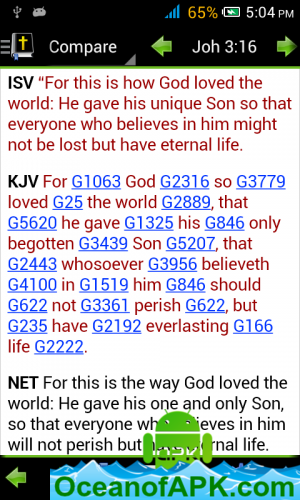 65% 5:04 PM
Compare Joh 3:16
ISV “For this is how God loved the
world: He gave his unique Son so that
everyone who believes in him might
not be lost but have eternal life.
KJV For G1063 God G2316 so G3779
loved G25 the world G2889, that
G5620 he gave G1325 his G846 only
begotten G3439 Son G5207, that
G2443 whosoever G3956 believeth
G4100 in G1519 him G846 should
G622 not G3361 perish G622, but
G235 have G2192 everlasting G166
life G2222.
NET For this is the way God loved the
world: He gave his one and only Son,
so that everyone who believes in him
will not perish but have eternal life.
APK
OceanofAPK.com